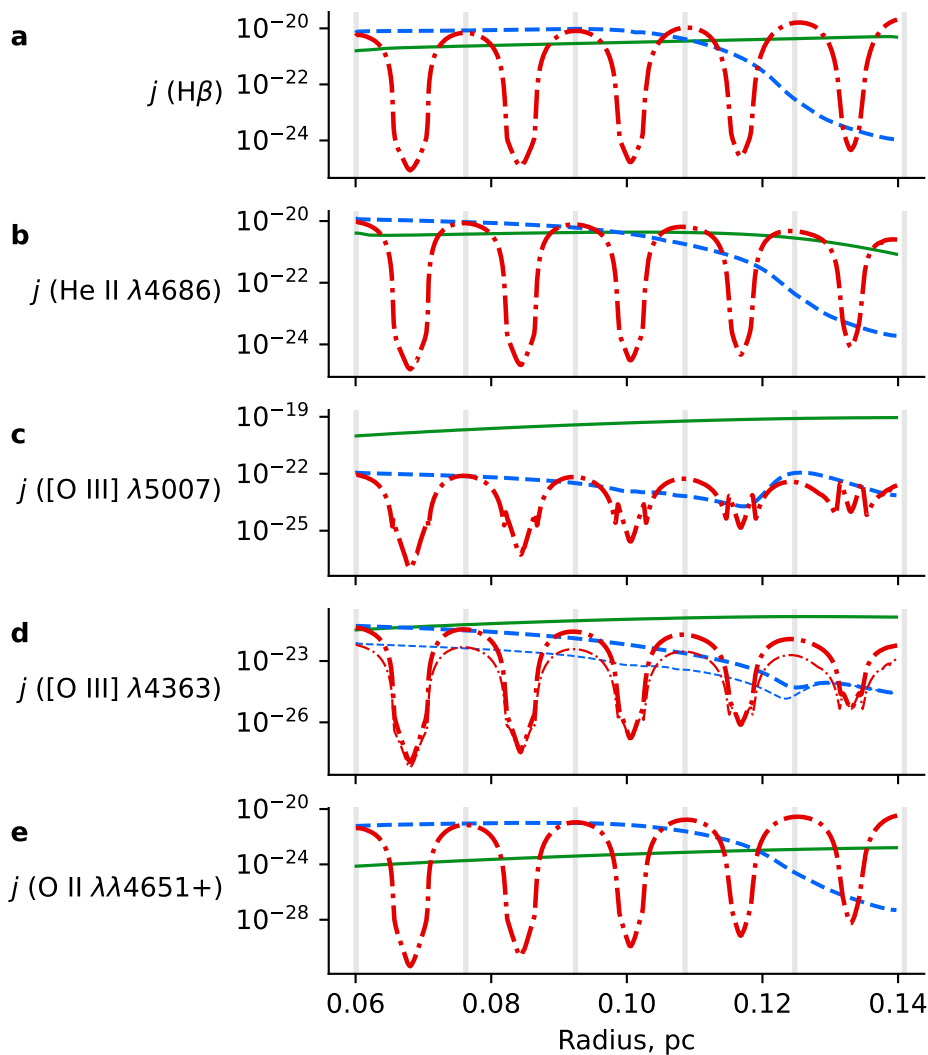 a
j (Hβ)
10⁻²⁰
10⁻²²
10⁻²⁴
b
j (He II λ4686)
10⁻²⁰
10⁻²²
10⁻²⁴
c
j ([O III] λ5007)
10⁻¹⁹
10⁻²²
10⁻²⁵
d
j ([O III] λ4363)
10⁻²³
10⁻²⁶
e
j (O II λλ4651+)
10⁻²⁰
10⁻²⁴
10⁻²⁸
0.06 0.08 0.10 0.12 0.14
Radius, pc